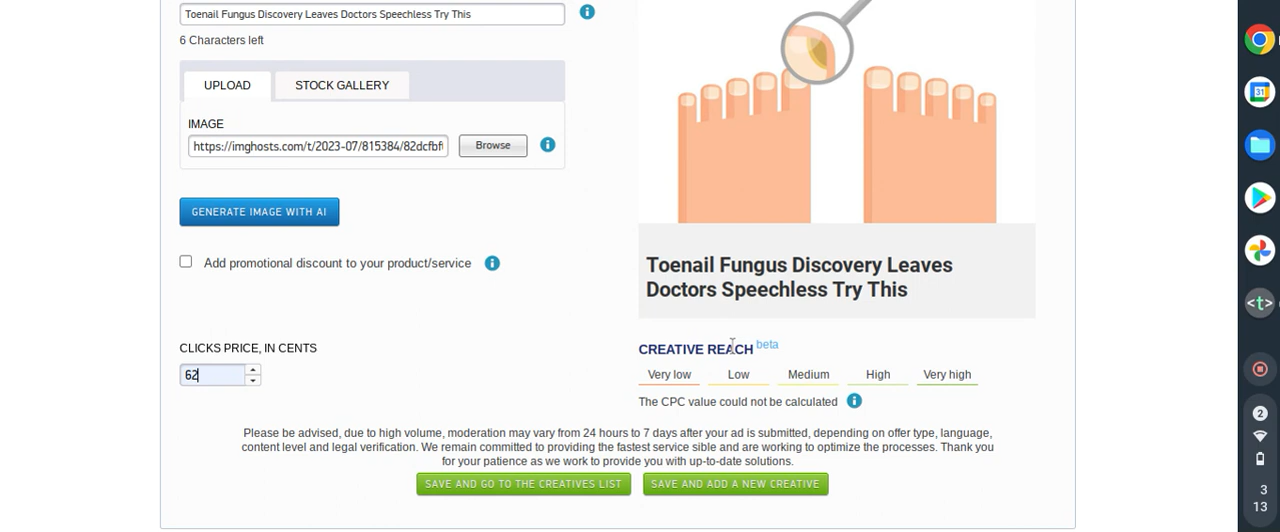 Toenail Fungus Discovery Leaves Doctors Speechless Try This
6 Characters left
UPLOAD
STOCK GALLERY
IMAGE
https://imghosts.com/t/2023-07/815384/82dcfbf
Browse
GENERATE IMAGE WITH AI
Add promotional discount to your product/service
Toenail Fungus Discovery Leaves
Doctors Speechless Try This
CLICKS PRICE, IN CENTS
62
CREATIVE REACH beta
Very low Low Medium High Very high
The CPC value could not be calculated
Please be advised, due to high volume, moderation may vary from 24 hours to 7 days after your ad is submitted, depending on offer type, language,
content level and legal verification. We remain committed to providing the fastest service sible and are working to optimize the processes. Thank you
for your patience as we work to provide you with up-to-date solutions.
SAVE AND GO TO THE CREATIVES LIST
SAVE AND ADD A NEW CREATIVE
31
<t>
2
3
13